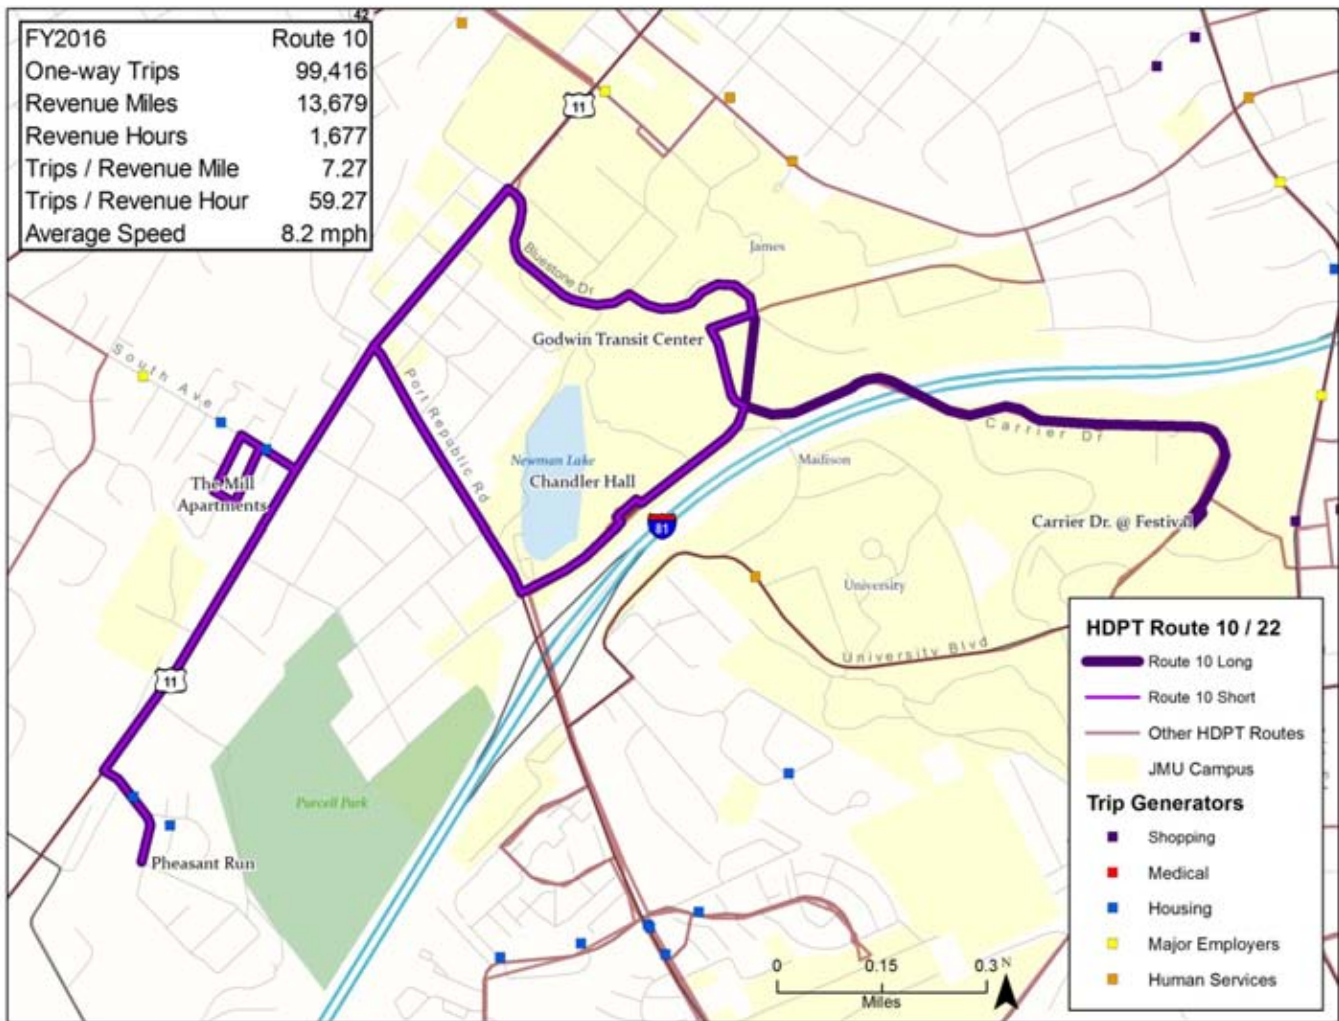 42
FY2016 Route 10
One-way Trips 99,416
Revenue Miles 13,679
Revenue Hours 1,677
Trips / Revenue Mile 7.27
Trips / Revenue Hour 59.27
Average Speed 8.2 mph
11
James
Bluestone Dr
Godwin Transit Center
South Ave
Port Republic Rd
Carrier Dr
Newman Lake
Madison
The Mill
Apartments
Chandler Hall
81
Carrier Dr. @ Festival
University
University Blvd
11
Purcell Park
Pheasant Run
HDPT Route 10 / 22
Route 10 Long
Route 10 Short
Other HDPT Routes
JMU Campus
Trip Generators
Shopping
Medical
Housing
Major Employers
Human Services
0 0.15 0.3
Miles
N